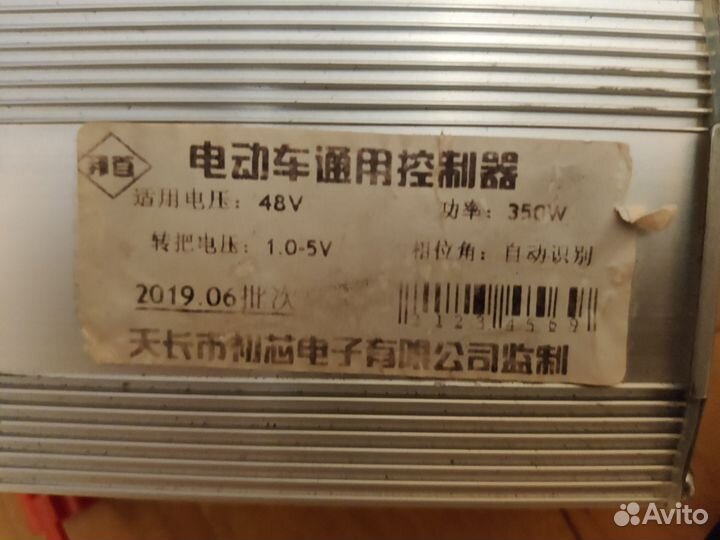 电动车通用控制器
适用电压: 48V 功率: 350W
转把电压: 1.0-5V 相位角: 自动识别
2019.06批次
天长市初芯电子有限公司监制
Avito